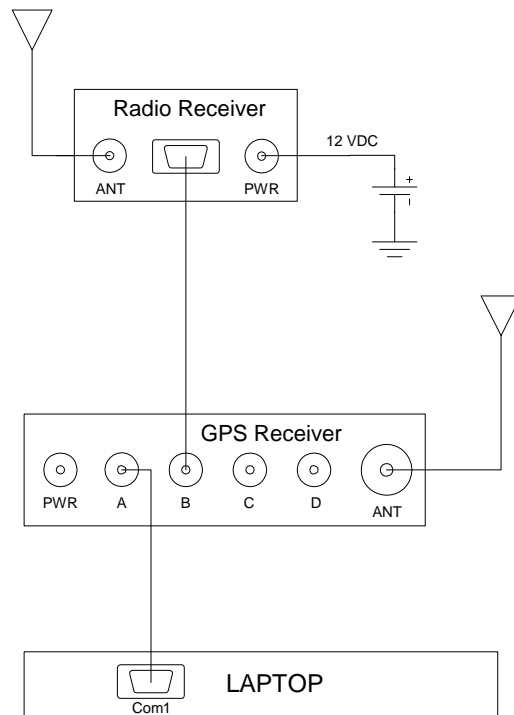 Radio Receiver
12 VDC
ANT
PWR
+
-
GPS Receiver
PWR
A
B
C
D
ANT
LAPTOP
Com1